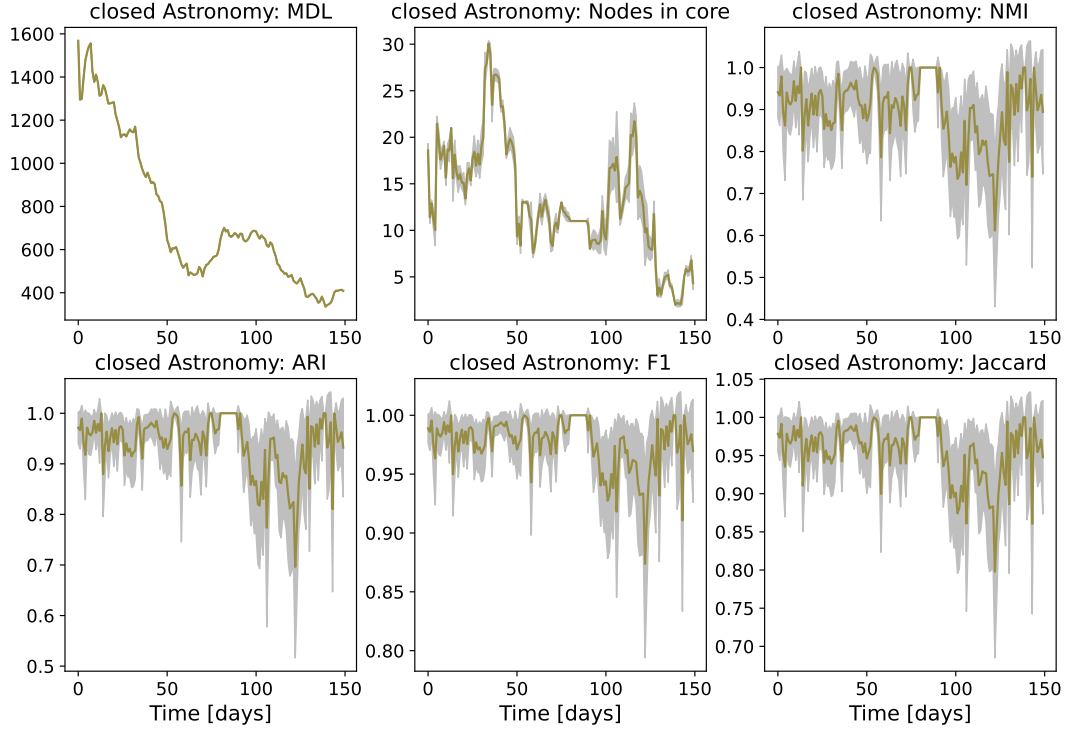 closed Astronomy: MDL
1600
1400
1200
1000
800
600
400
0 50 100 150
closed Astronomy: Nodes in core
30
25
20
15
10
5
0 50 100 150
closed Astronomy: NMI
1.0
0.9
0.8
0.7
0.6
0.5
0.4
0 50 100 150
closed Astronomy: ARI
1.0
0.9
0.8
0.7
0.6
0.5
0 50 100 150
Time [days]
closed Astronomy: F1
1.00
0.95
0.90
0.85
0.80
0 50 100 150
Time [days]
closed Astronomy: Jaccard
1.05
1.00
0.95
0.90
0.85
0.80
0.75
0.70
0 50 100 150
Time [days]